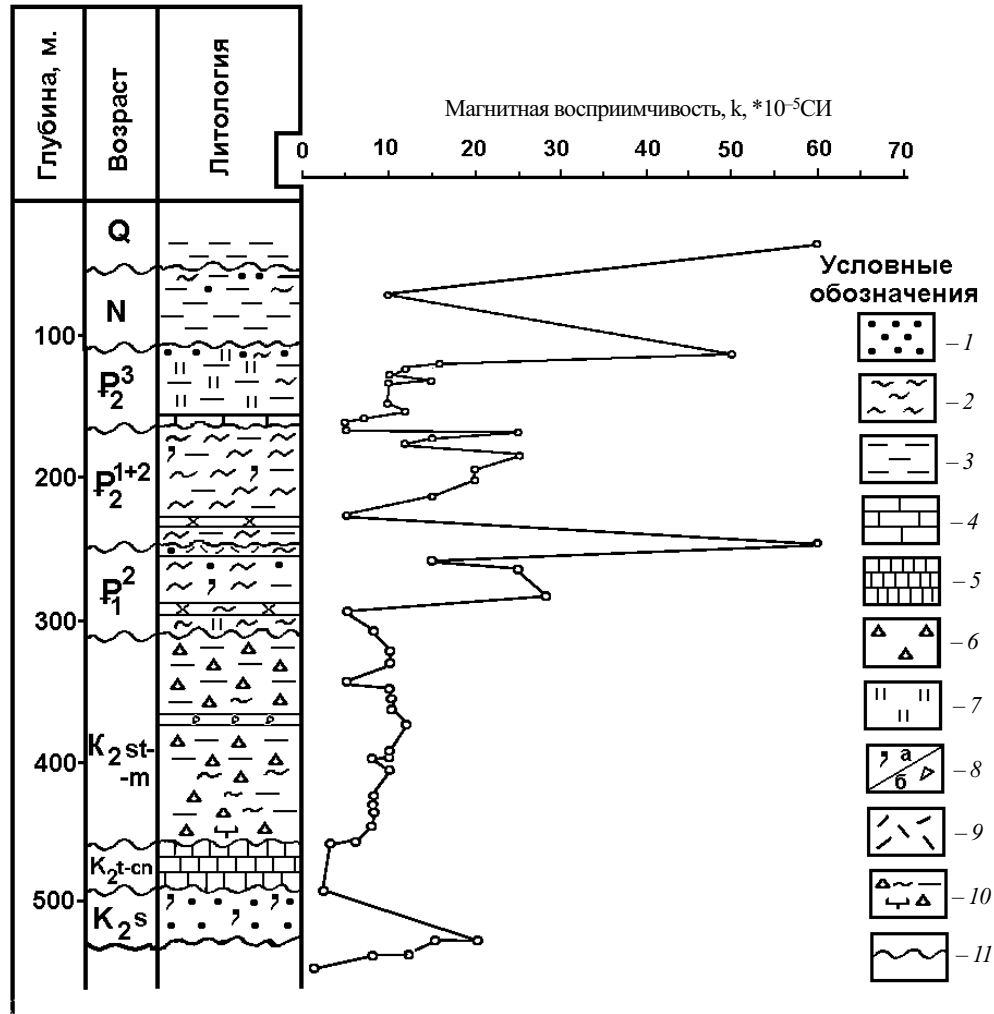 Глубина, м.
Возраст
Литология
Магнитная восприимчивость, k, *10⁻⁵СИ
0 10 20 30 40 50 60 70
Q
N
100
₽₂³
₽₂¹⁺²
200
₽₁²
300
K₂st-
-m
400
K₂t-cn
500
K₂s
Условные
обозначения
– 1
– 2
– 3
– 4
– 5
– 6
– 7
а
б
– 8
– 9
– 10
– 11